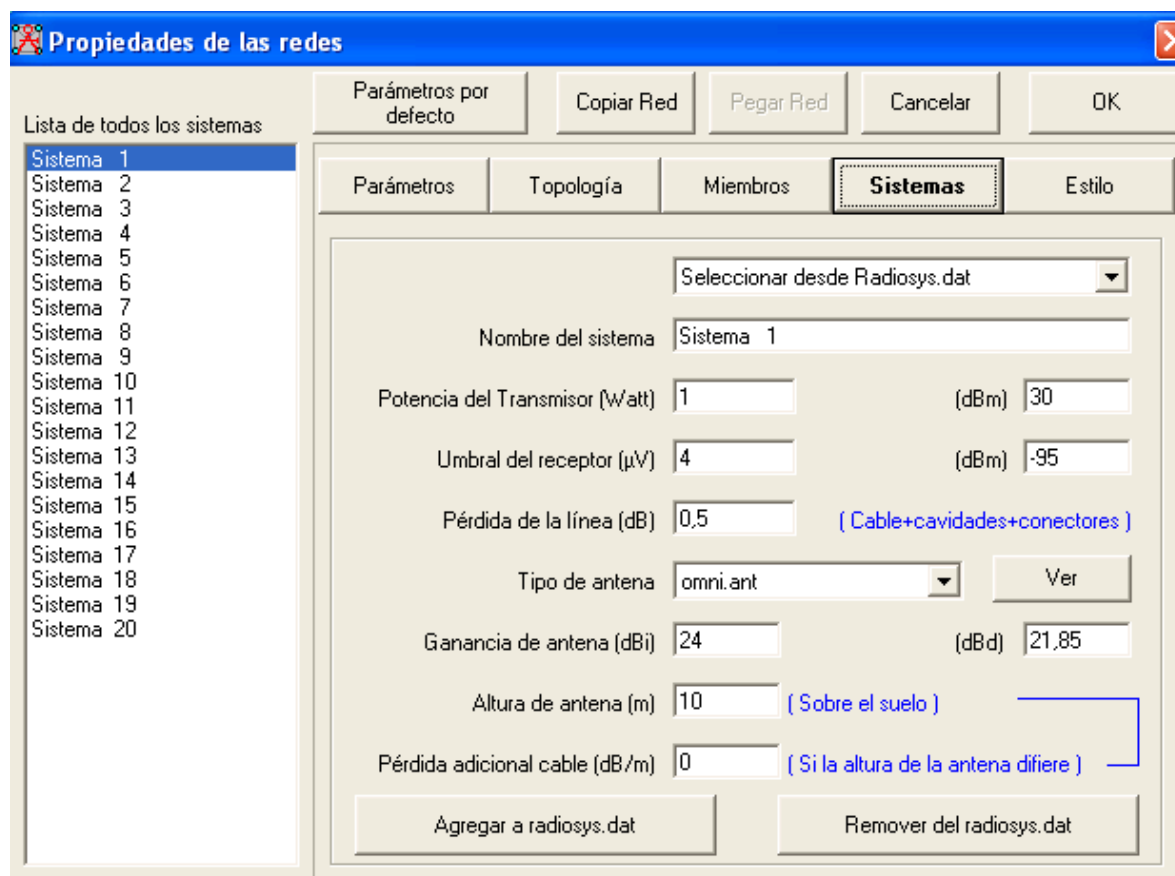 Propiedades de las redes
Parámetros por
defecto
Copiar Red
Pegar Red
Cancelar
OK
Lista de todos los sistemas
Sistema 1
Sistema 2
Sistema 3
Sistema 4
Sistema 5
Sistema 6
Sistema 7
Sistema 8
Sistema 9
Sistema 10
Sistema 11
Sistema 12
Sistema 13
Sistema 14
Sistema 15
Sistema 16
Sistema 17
Sistema 18
Sistema 19
Sistema 20
Parámetros
Topología
Miembros
Sistemas
Estilo
Seleccionar desde Radiosys.dat
Nombre del sistema Sistema 1
Potencia del Transmisor (Watt) 1 (dBm) 30
Umbral del receptor (µV) 4 (dBm) -95
Pérdida de la línea (dB) 0,5 ( Cable+cavidades+conectores )
Tipo de antena omni.ant Ver
Ganancia de antena (dBi) 24 (dBd) 21,85
Altura de antena (m) 10 ( Sobre el suelo )
Pérdida adicional cable (dB/m) 0 ( Si la altura de la antena difiere )
Agregar a radiosys.dat
Remover del radiosys.dat